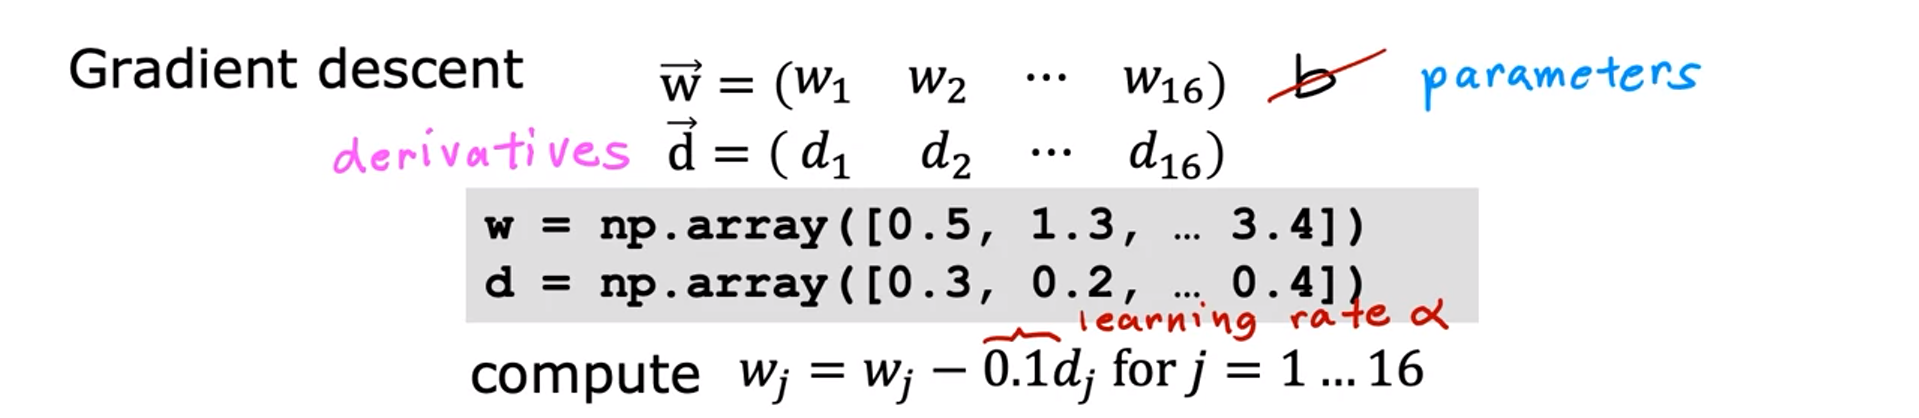 Gradient descent w⃗ = (w₁ w₂ ⋯ w₁₆) b parameters
derivatives d⃗ = ( d₁ d₂ ⋯ d₁₆)
w = np.array([0.5, 1.3, … 3.4])
d = np.array([0.3, 0.2, … 0.4])
learning rate α
compute wⱼ = wⱼ − 0.1dⱼ for j = 1 … 16